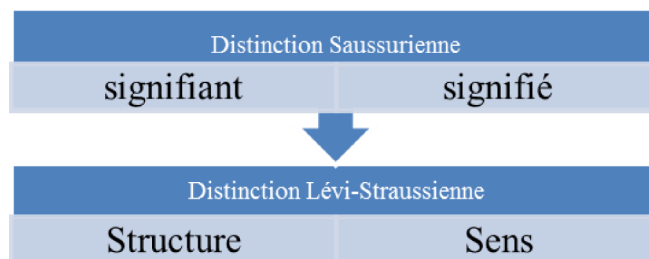 Distinction Saussurienne
signifiant signifié
Distinction Lévi-Straussienne
Structure Sens